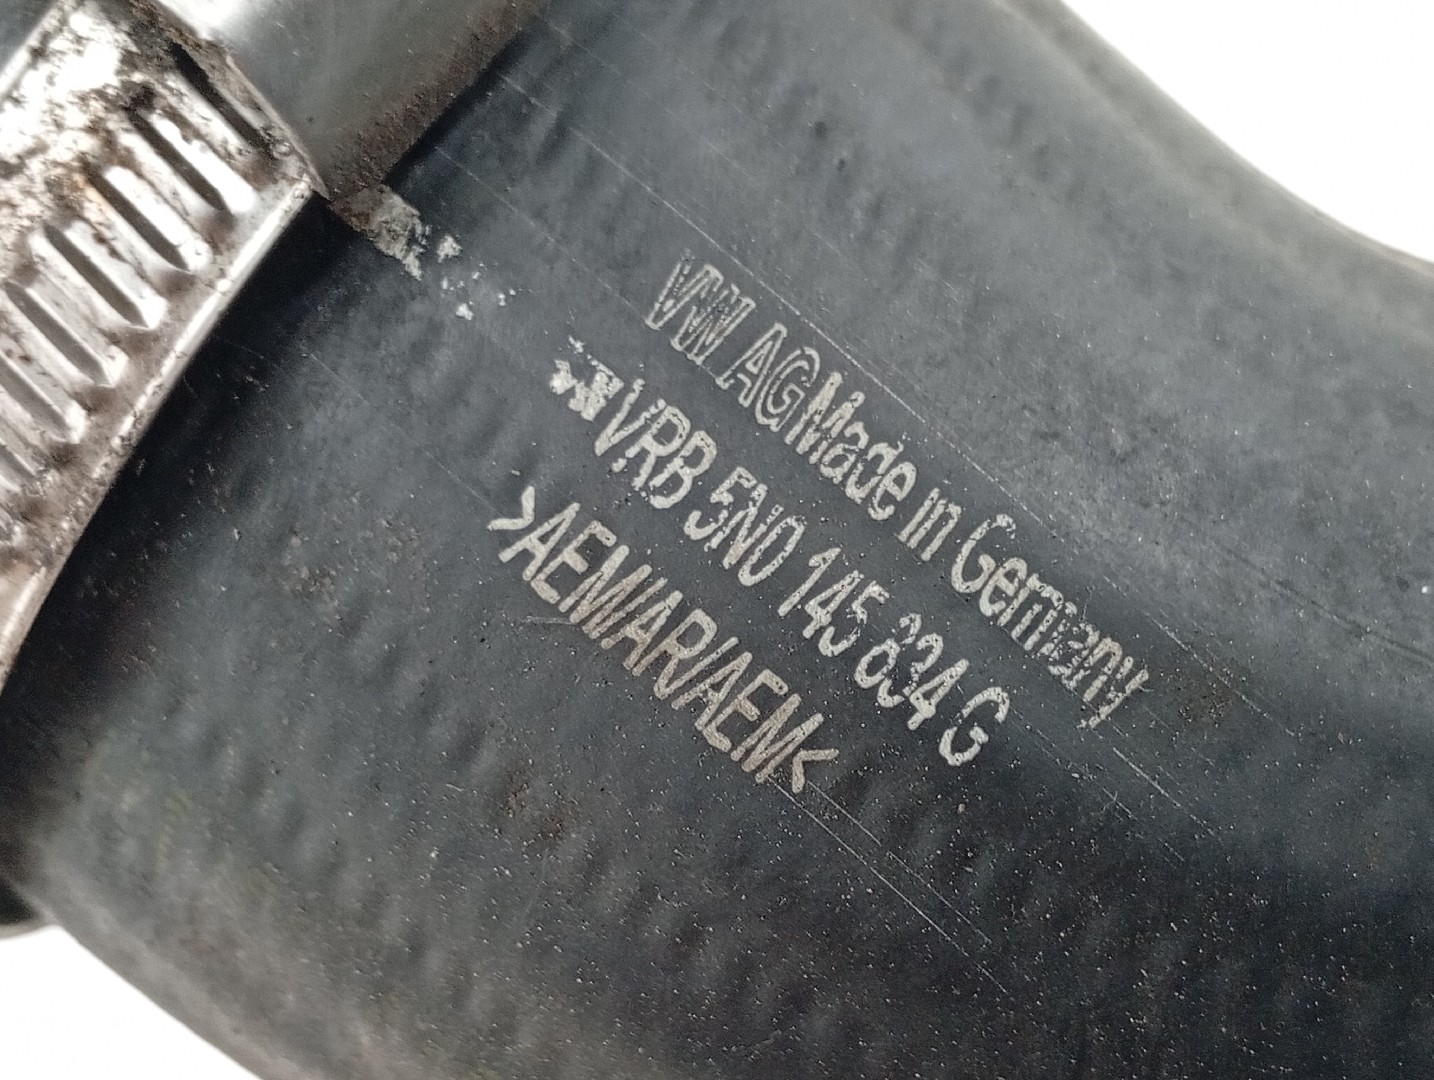 VW AG Made in Germany
VRB 5N0 145 834 G
>AEM/AR/AEM<